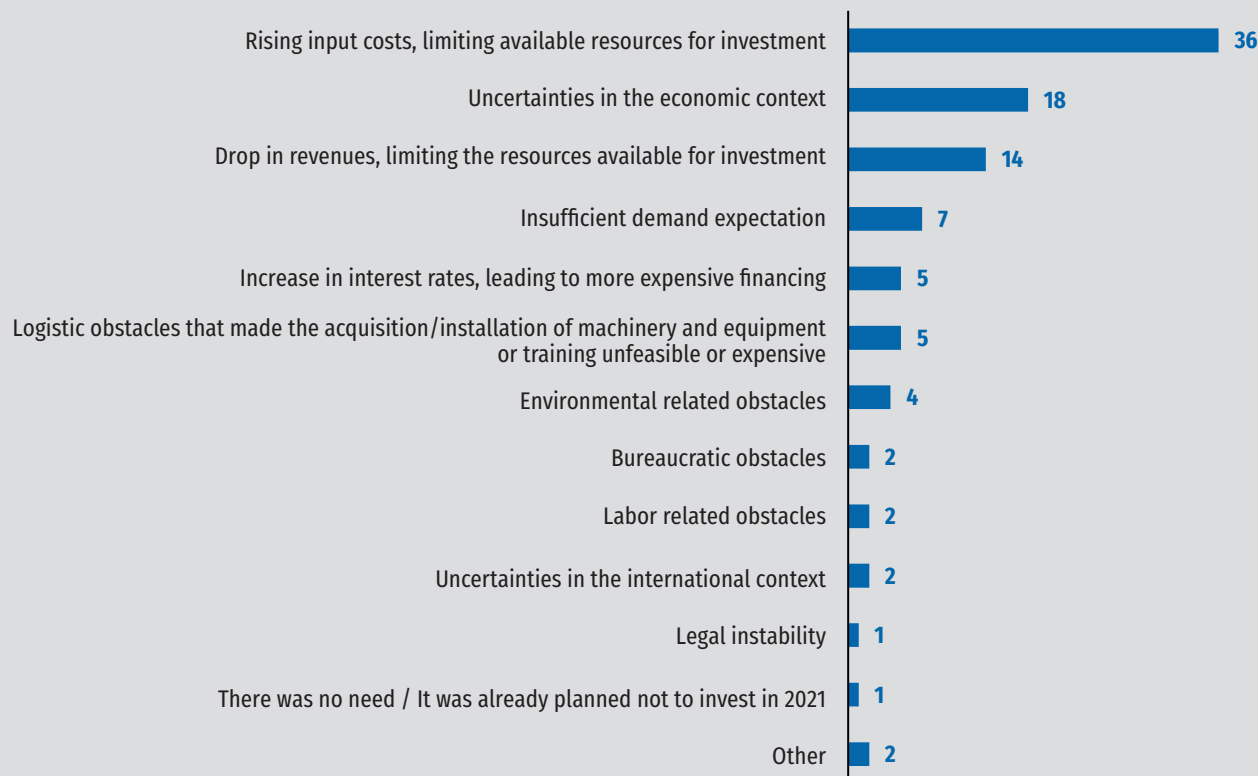 Rising input costs, limiting available resources for investment 36
Uncertainties in the economic context 18
Drop in revenues, limiting the resources available for investment 14
Insufficient demand expectation 7
Increase in interest rates, leading to more expensive financing 5
Logistic obstacles that made the acquisition/installation of machinery and equipment
or training unfeasible or expensive 5
Environmental related obstacles 4
Bureaucratic obstacles 2
Labor related obstacles 2
Uncertainties in the international context 2
Legal instability 1
There was no need / It was already planned not to invest in 2021 1
Other 2